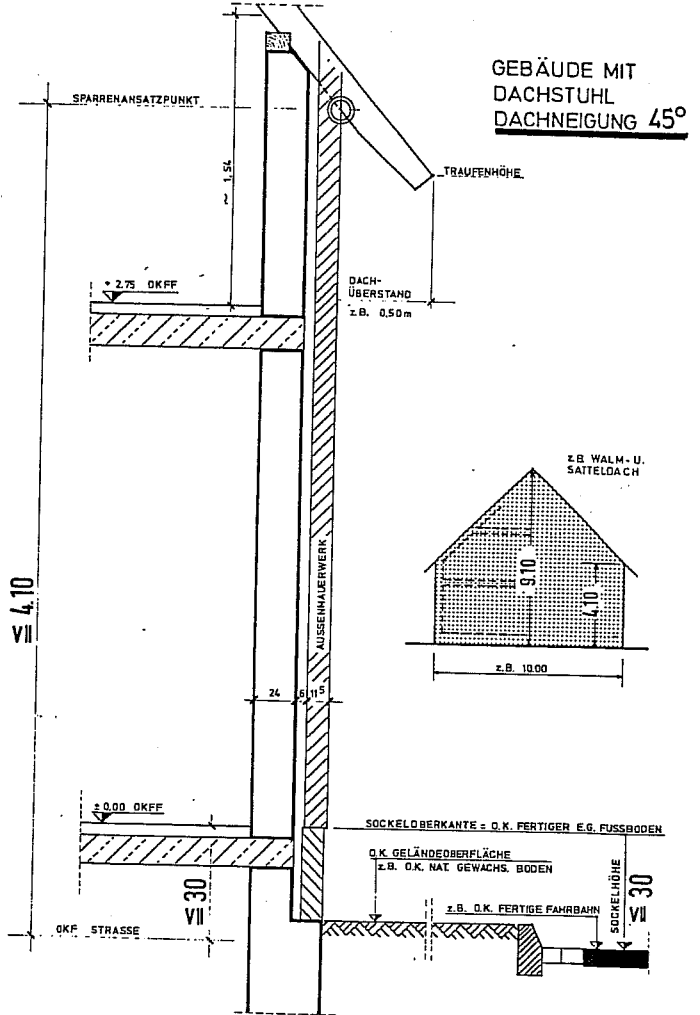 GEBÄUDE MIT
DACHSTUHL
DACHNEIGUNG 45°
SPARRENANSATZPUNKT
~ 1,54
TRAUFENHÖHE
+ 2.75 OKFF
DACH-
ÜBERSTAND
z.B. 0,50m
z.B. WALM- U.
SATTELDACH
AUSSENMAUERWERK
9.10
4.10
VII 4.10
z.B. 10.00
24 6 11⁵
± 0,00 OKFF
SOCKELOBERKANTE = O.K. FERTIGER E.G. FUSSBODEN
O.K. GELÄNDEOBERFLÄCHE
z.B. O.K. NAT. GEWACHS. BODEN
SOCKELHÖHE
VII 30
VII 30
z.B. O.K. FERTIGE FAHRBAHN
OKF STRASSE